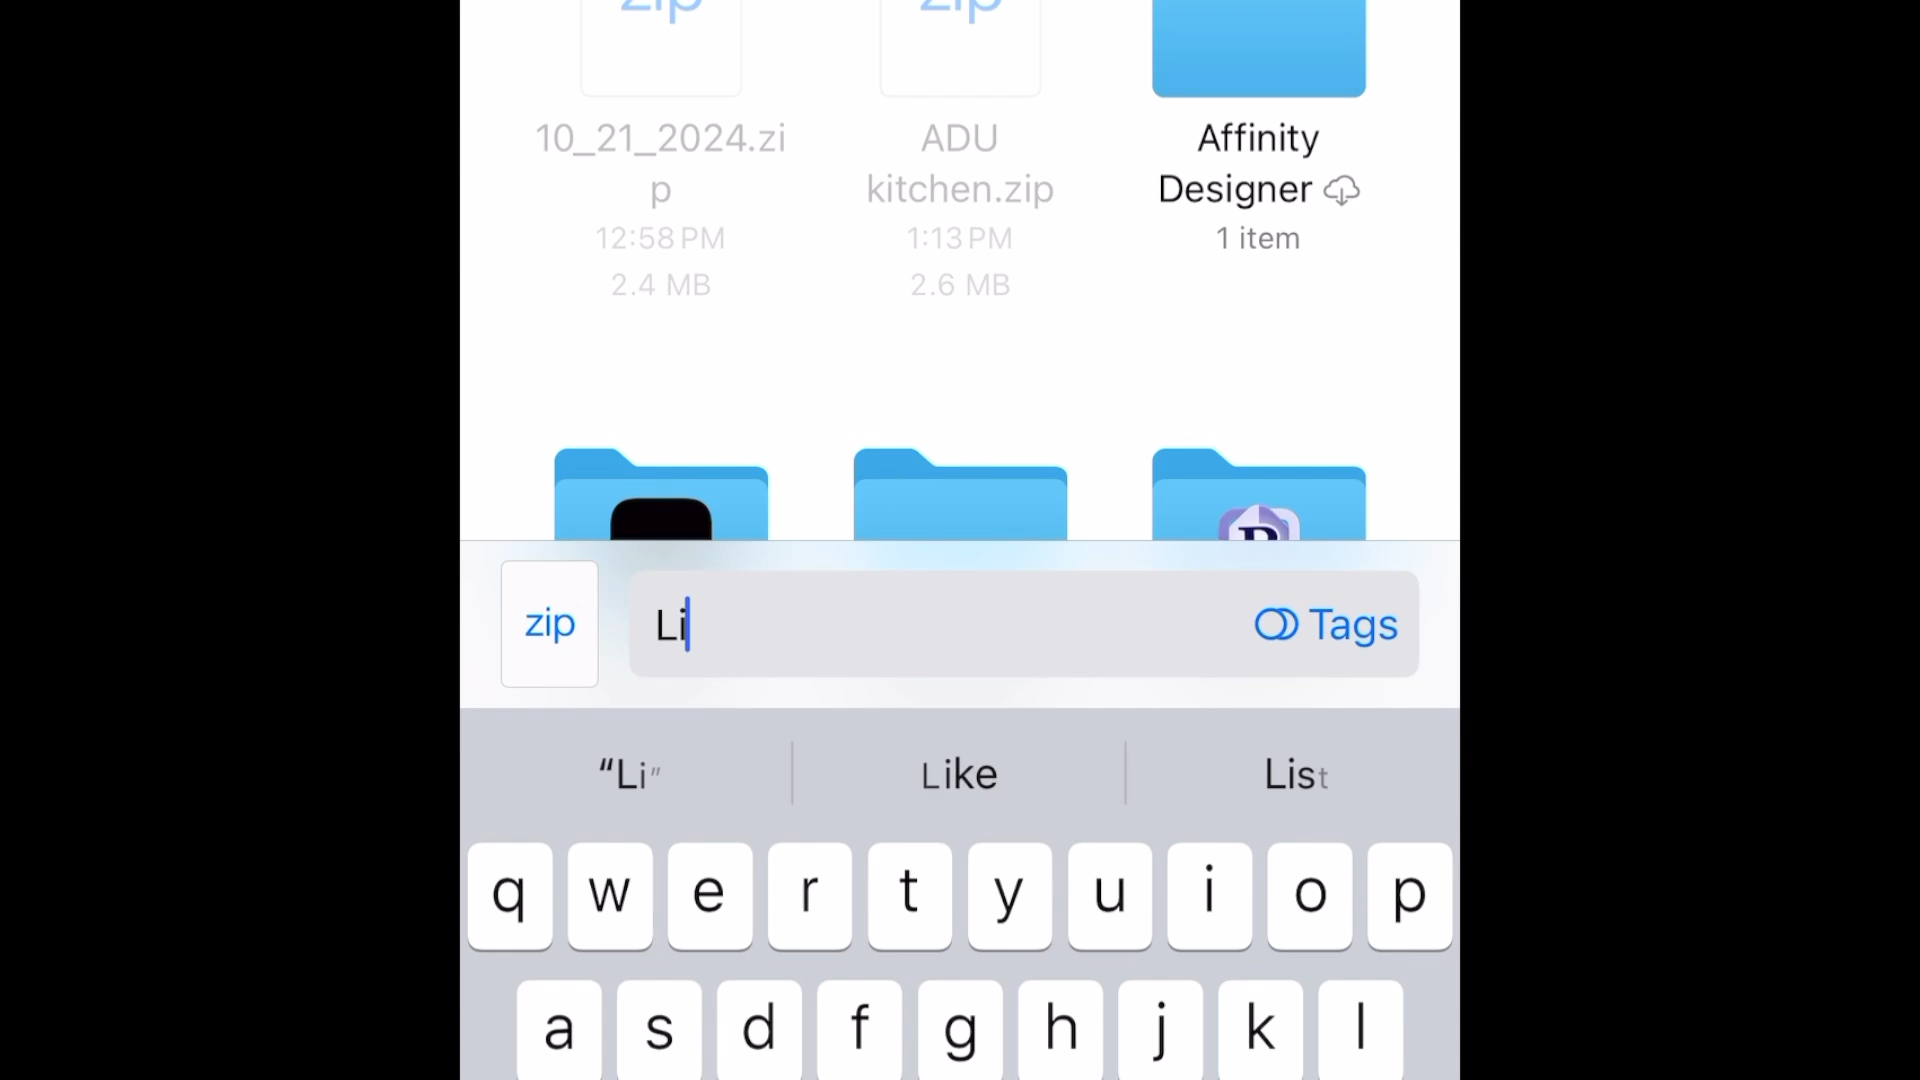 zip zip
10_21_2024.zi
p
12:58 PM
2.4 MB
ADU
kitchen.zip
1:13 PM
2.6 MB
Affinity
Designer
1 item
zip
Li
Tags
“Li” Like List
q w e r t y u i o p
a s d f g h j k l